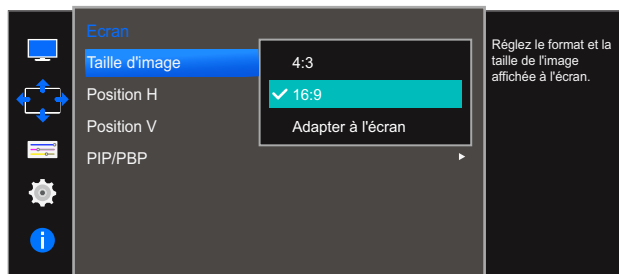 Ecran
Taille d'image
Position H
Position V
PIP/PBP
4:3
16:9
Adapter à l'écran
Réglez le format et la
taille de l'image
affichée à l'écran.